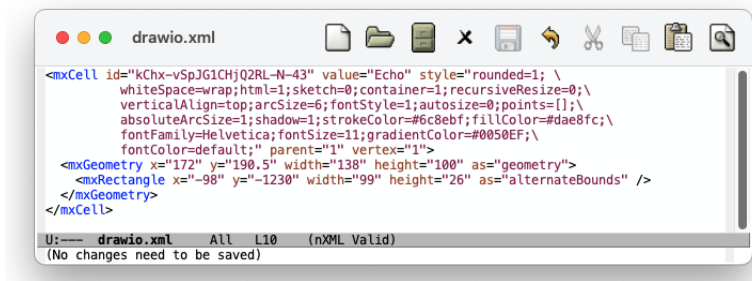 drawio.xml
<mxCell id="kChx-vSpJG1CHjQ2RL-N-43" value="Echo" style="rounded=1; \
whiteSpace=wrap;html=1;sketch=0;container=1;recursiveResize=0;\
verticalAlign=top;arcSize=6;fontStyle=1;autosize=0;points=[];\
absoluteArcSize=1;shadow=1;strokeColor=#6c8ebf;fillColor=#dae8fc;\
fontFamily=Helvetica;fontSize=11;gradientColor=#0050EF;\
fontColor=default;" parent="1" vertex="1">
<mxGeometry x="172" y="190.5" width="138" height="100" as="geometry">
<mxRectangle x="-98" y="-1230" width="99" height="26" as="alternateBounds" />
</mxGeometry>
</mxCell>
U:--- drawio.xml All L10 (nXML Valid)
(No changes need to be saved)